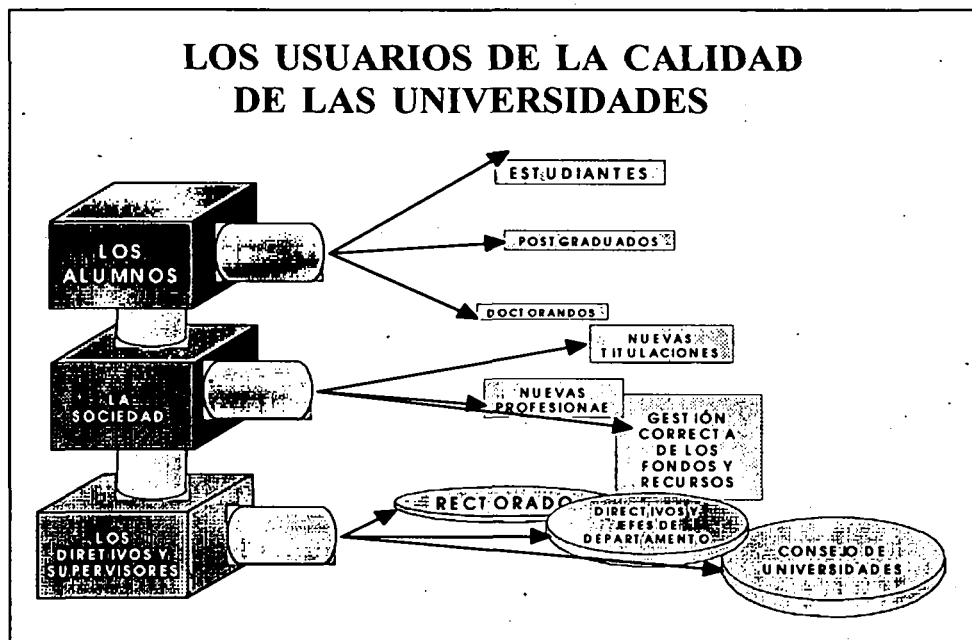 LOS USUARIOS DE LA CALIDAD
DE LAS UNIVERSIDADES
LOS
ALUMNOS
ESTUDIANTES
POSTGRADUADOS
DOCTORANDOS
LA
SOCIEDAD
NUEVAS
TITULACIONES
NUEVAS
PROFESIONAE
GESTIÓN
CORRECTA
DE LOS
FONDOS Y
RECURSOS
LOS
DIRETIVOS Y
SUPERVISORES
RECTORADO
DIRECTIVOS Y
JEFES DE
DEPARTAMENTO
CONSEJO DE
UNIVERSIDADES